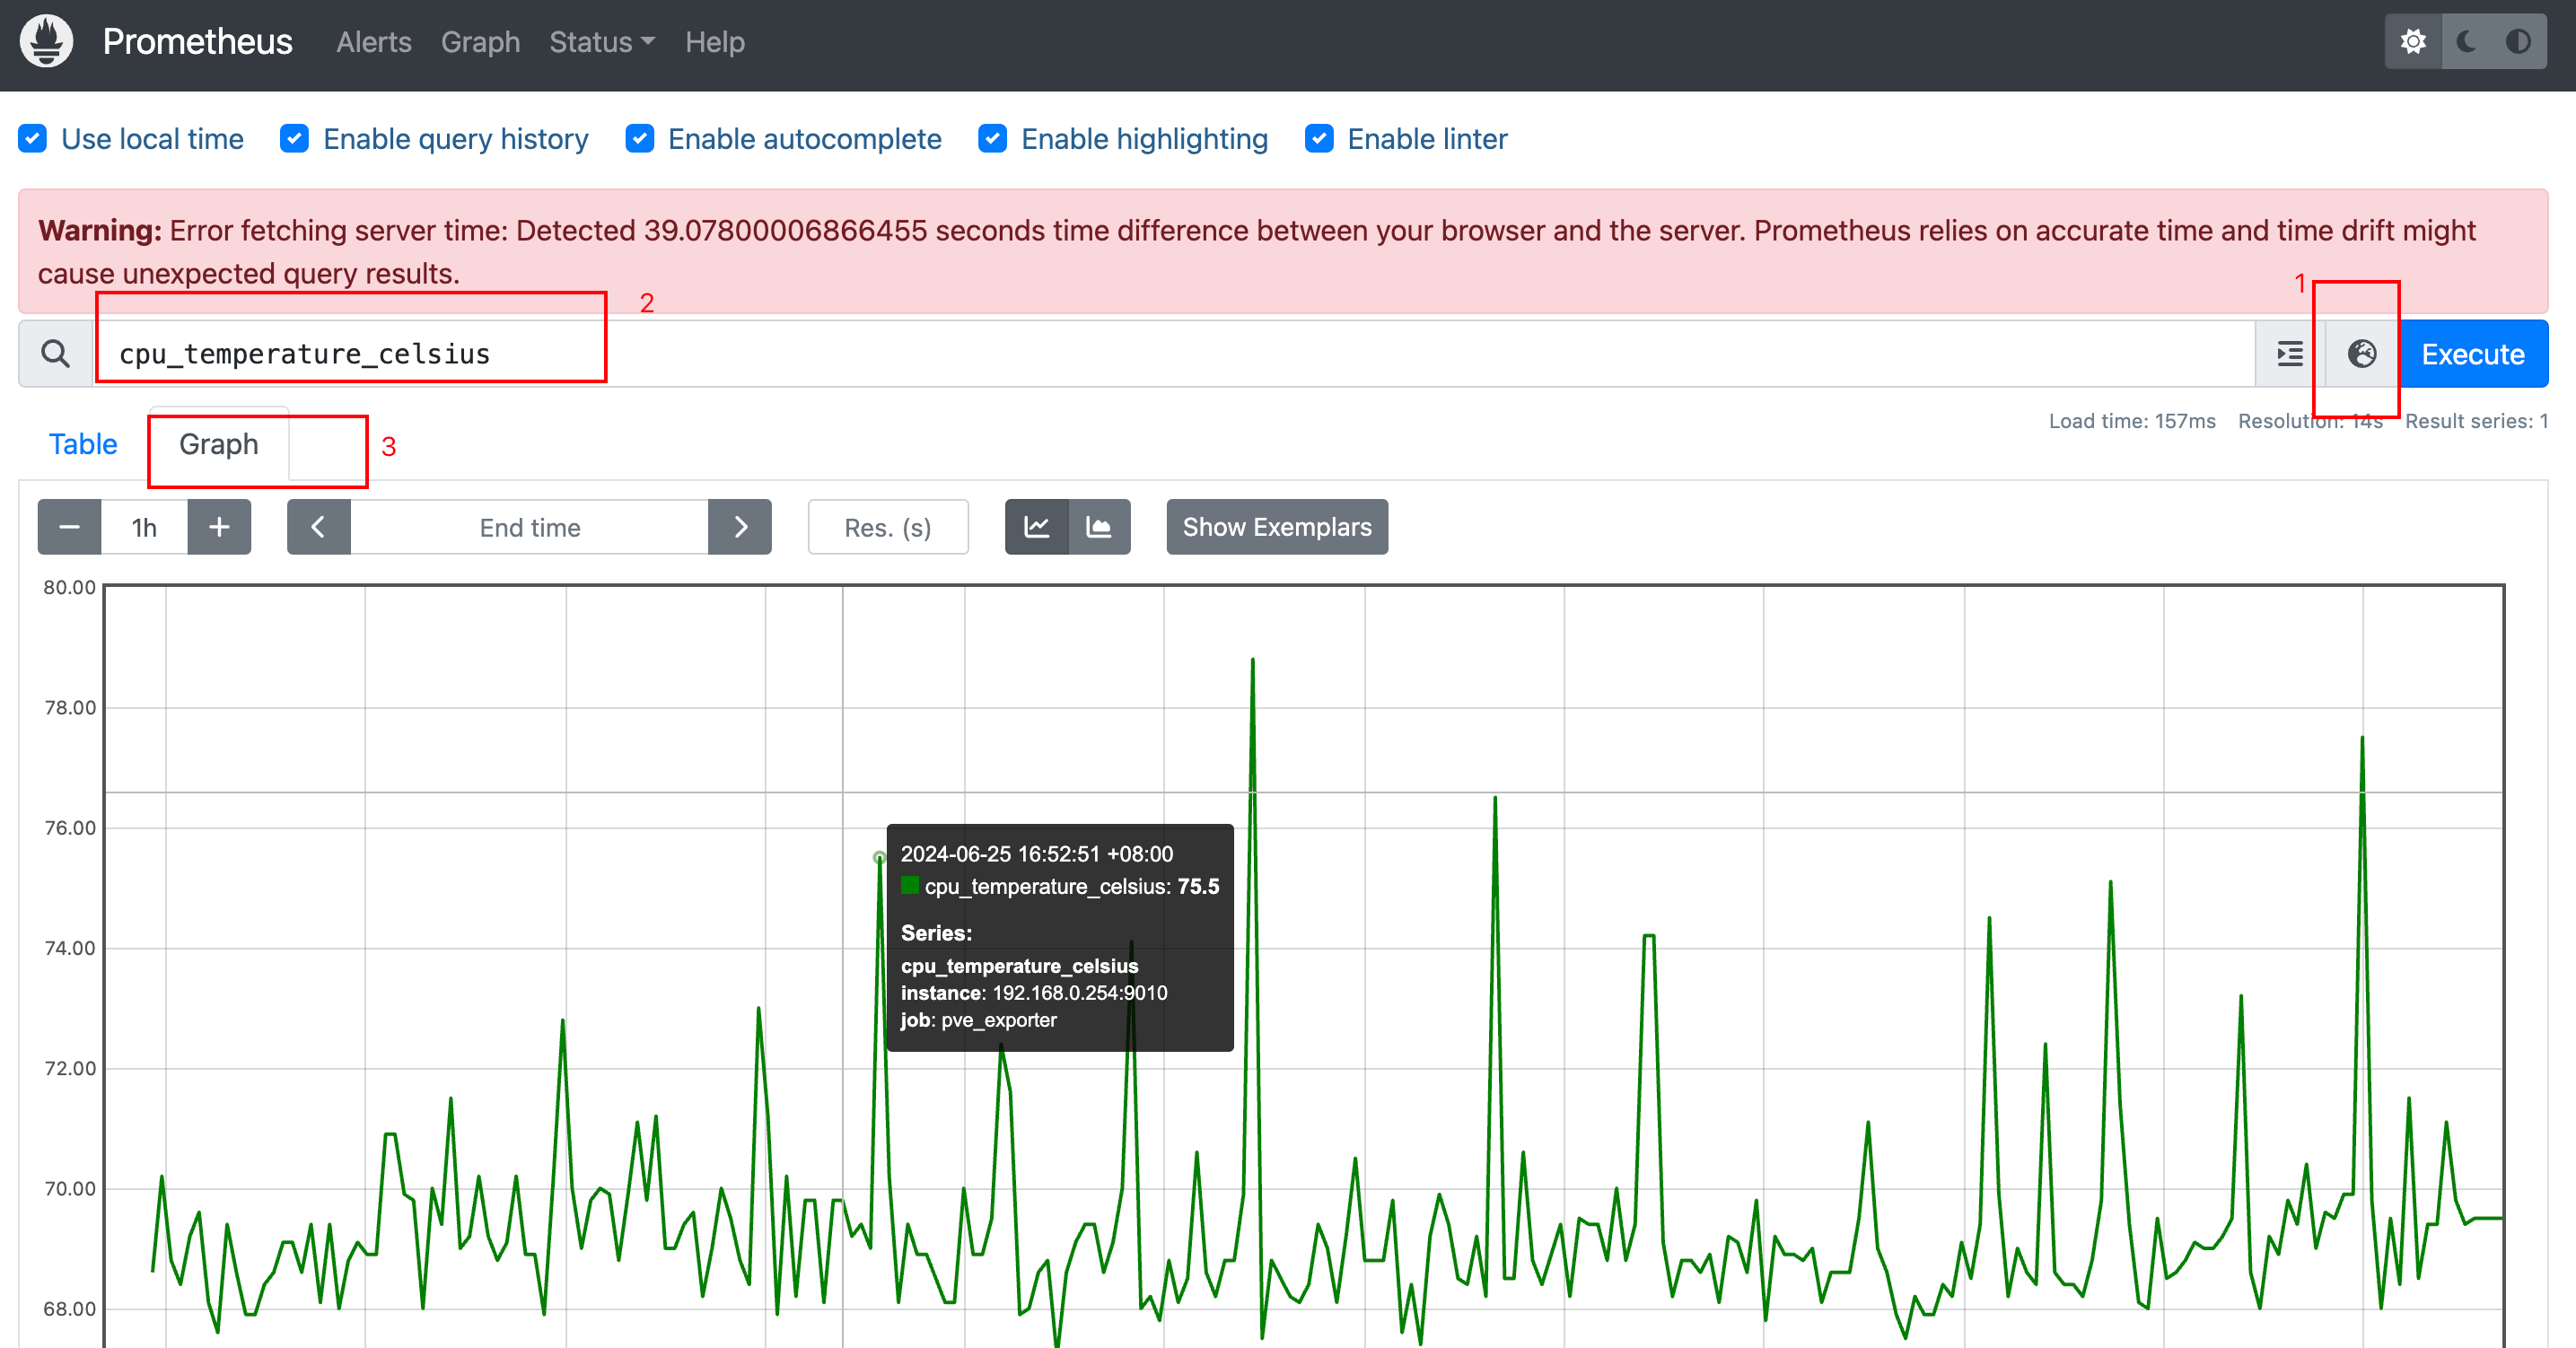 Prometheus Alerts Graph Status Help
Use local time Enable query history Enable autocomplete Enable highlighting Enable linter
Warning: Error fetching server time: Detected 39.07800006866455 seconds time difference between your browser and the server. Prometheus relies on accurate time and time drift might
cause unexpected query results.
1
2
cpu_temperature_celsius
Execute
Load time: 157ms Resolution: 14s Result series: 1
Table Graph 3
1h End time Res. (s) Show Exemplars
80.00
78.00
76.00
2024-06-25 16:52:51 +08:00
cpu_temperature_celsius: 75.5
Series:
74.00
cpu_temperature_celsius
instance: 192.168.0.254:9010
job: pve_exporter
72.00
70.00
68.00